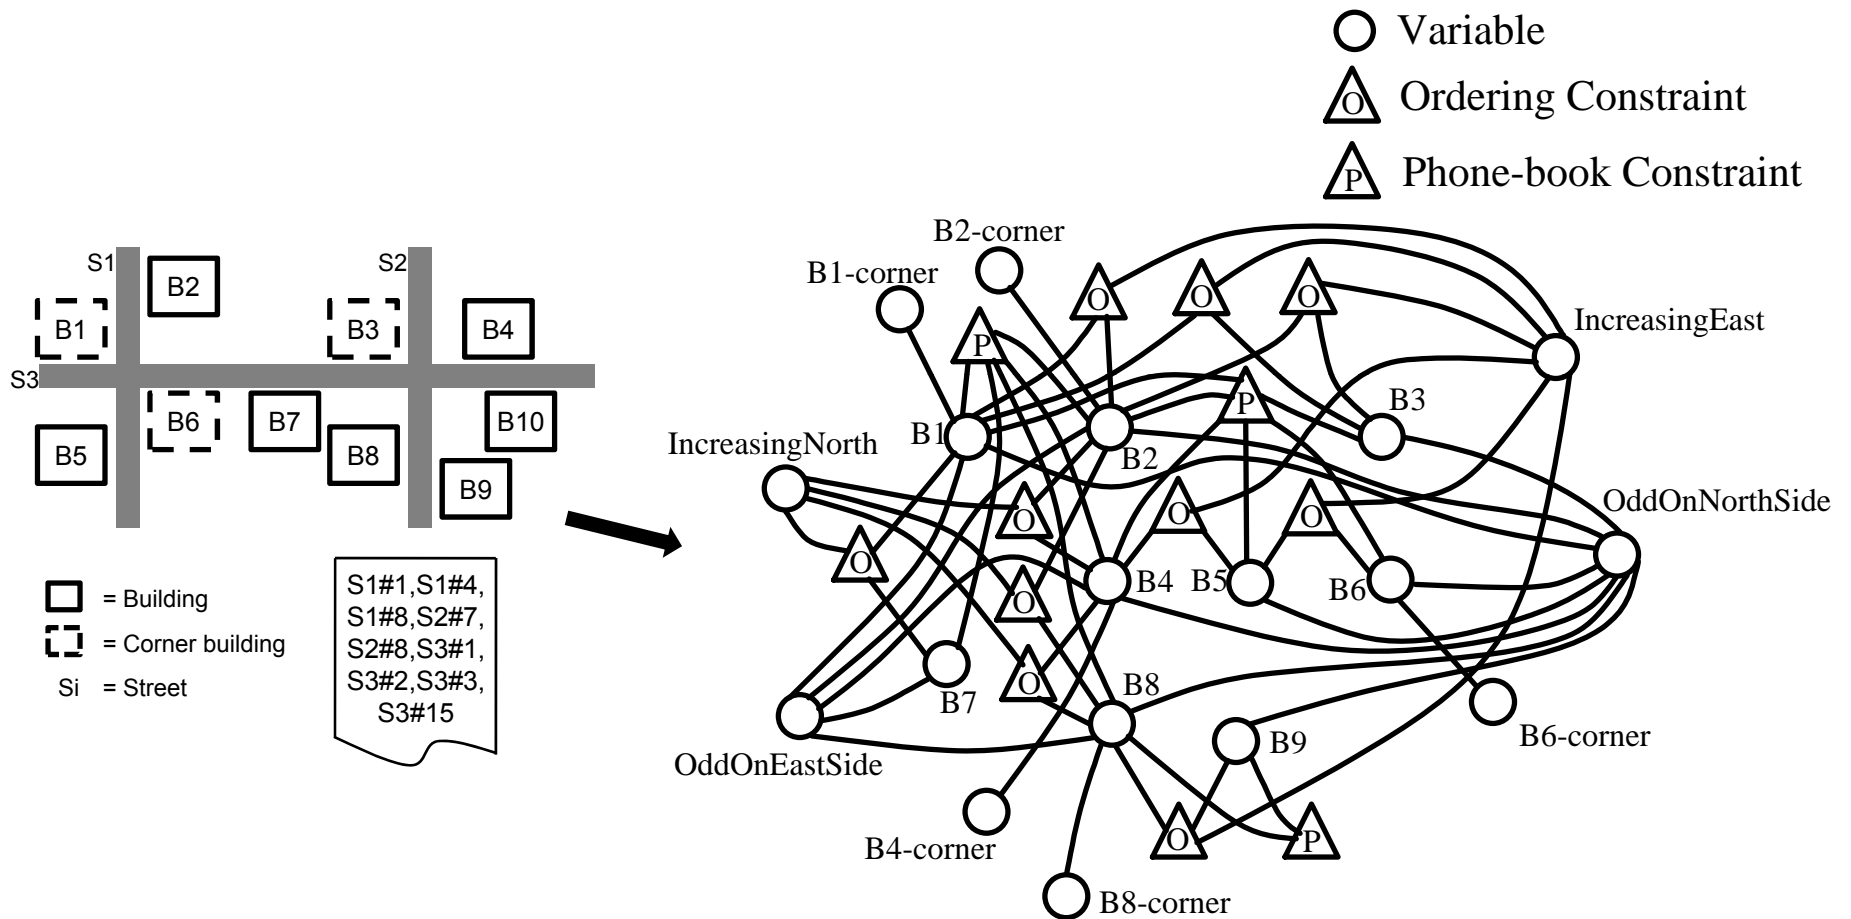 Variable
O
Ordering Constraint
P
Phone-book Constraint
S1
B2
S2
B1
B3
B4
S3
B6
B7
B10
B5
B8
B9
= Building
= Corner building
Si = Street
S1#1,S1#4,
S1#8,S2#7,
S2#8,S3#1,
S3#2,S3#3,
S3#15
B2-corner
B1-corner
O
O
O
IncreasingEast
P
B3
P
IncreasingNorth
B1
B2
OddOnNorthSide
O
O
O
O
B4
B5
B6
O
O
B7
B8
B9
B6-corner
OddOnEastSide
B4-corner
O
P
B8-corner